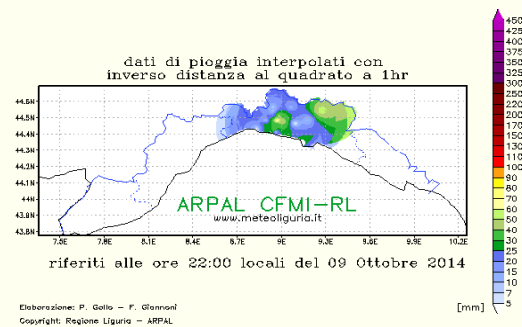 dati di pioggia interpolati con
inverso distanza al quadrato a 1hr
44.6N
44.5N
44.4N
44.3N
44.2N
44.1N
44N
43.9N
43.8N
7.5E 7.8E 8.1E 8.4E 8.7E 9E 9.3E 9.6E 9.9E 10.2E
ARPAL CFMI-RL
www.meteoliguria.it
riferiti alle ore 22:00 locali del 09 Ottobre 2014
Elaborazione: P. Gollo - F. Giannoni
Copyright: Regione Liguria - ARPAL
[mm]
450
425
400
375
350
325
300
250
200
190
170
150
130
110
100
90
80
70
60
50
40
30
25
20
15
10
7
5